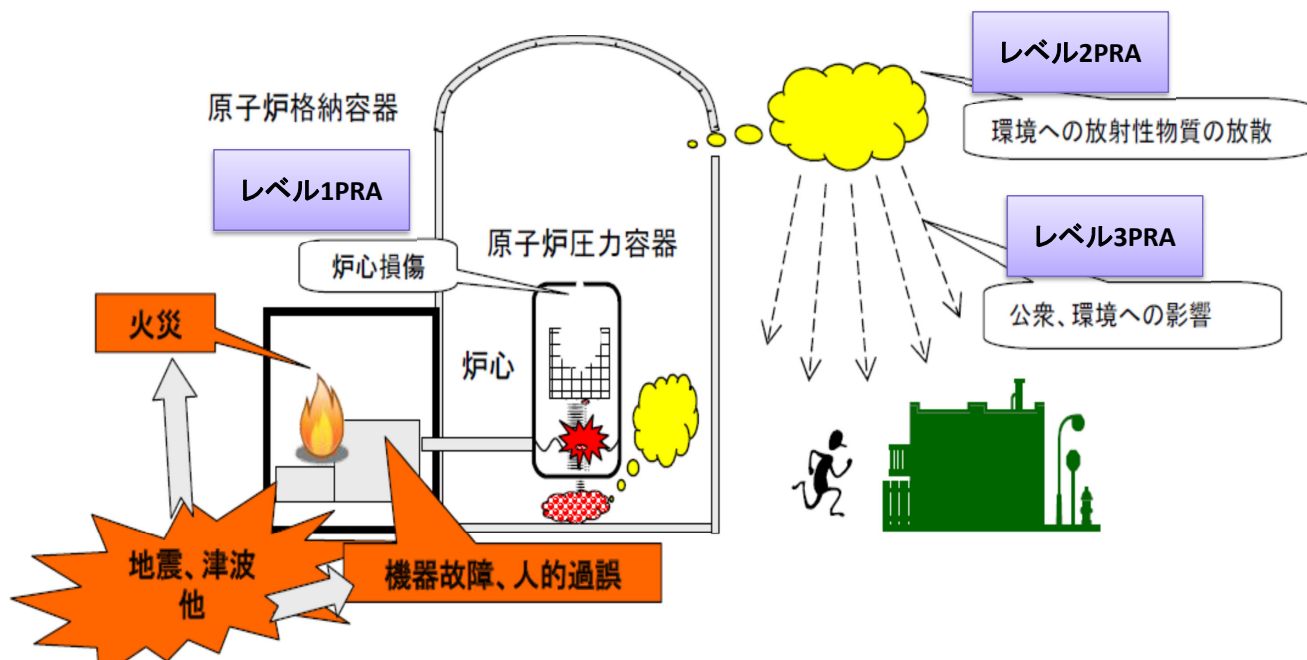 レベル2PRA
環境への放射性物質の放散
原子炉格納容器
レベル1PRA
炉心損傷
原子炉圧力容器
レベル3PRA
公衆、環境への影響
火災
炉心
地震、津波
他
機器故障、人的過誤